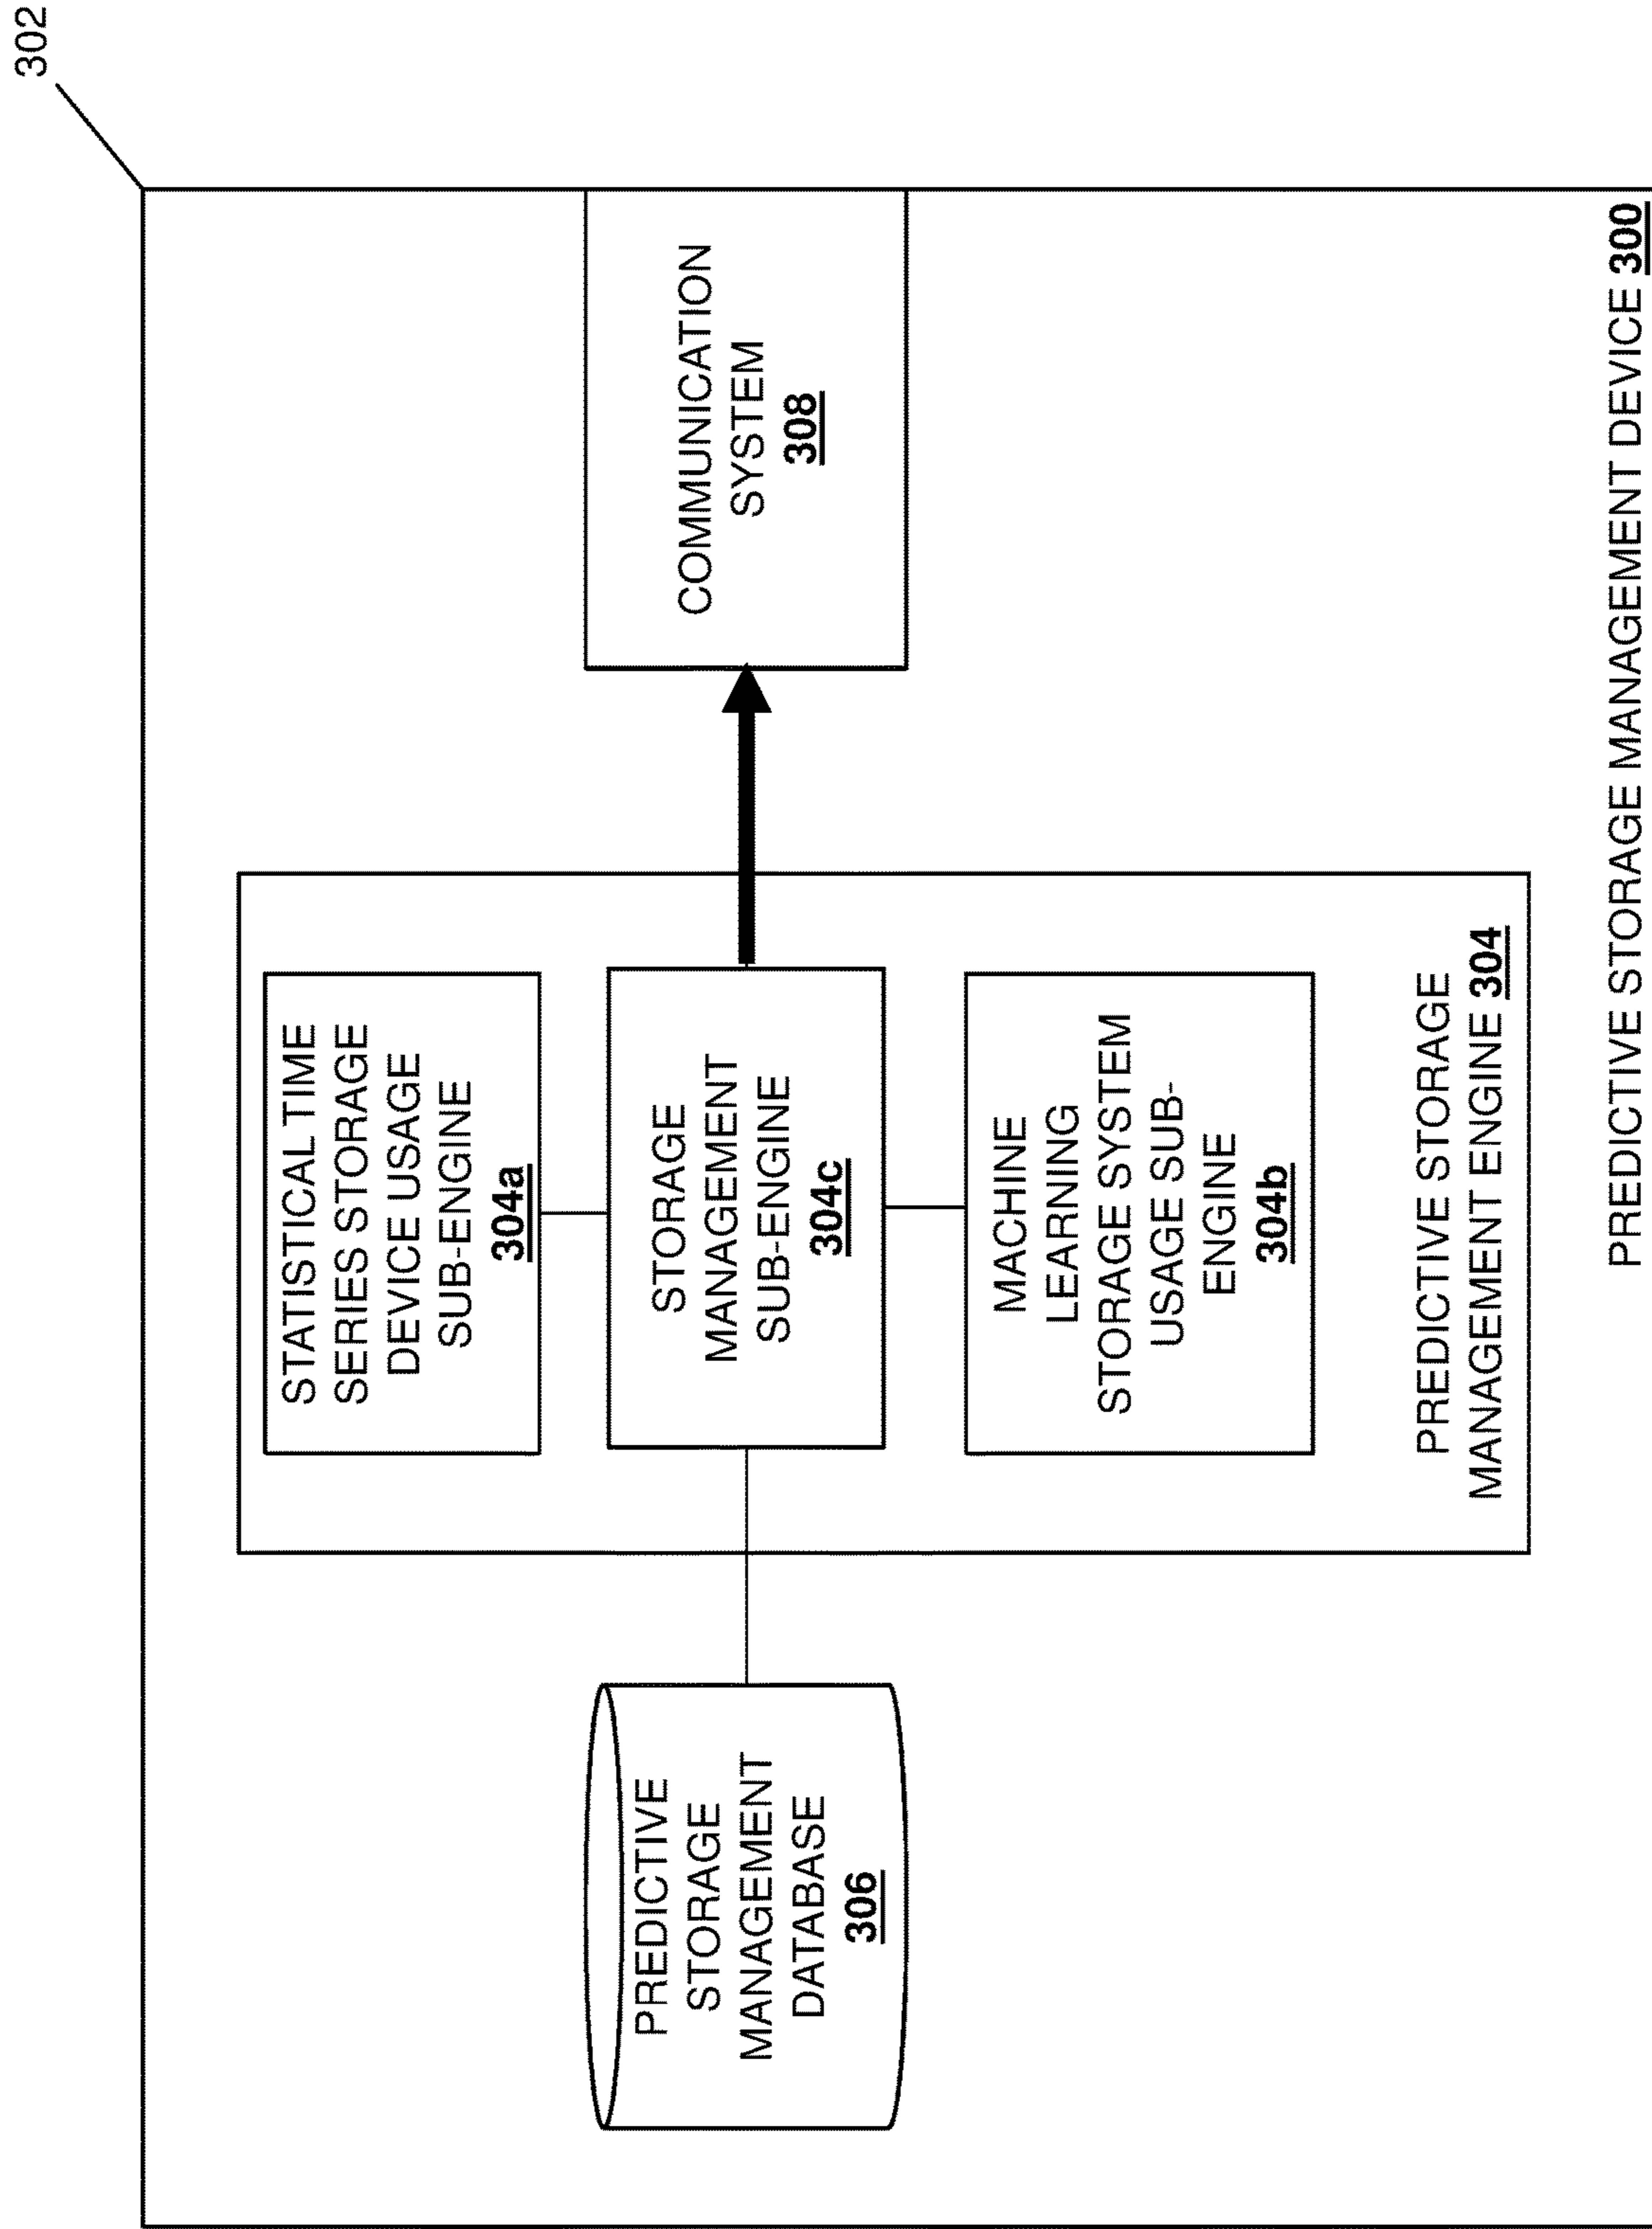 302
PREDICTIVE
STORAGE
MANAGEMENT
DATABASE
306
STATISTICAL TIME
SERIES STORAGE
DEVICE USAGE
SUB-ENGINE
304a
STORAGE
MANAGEMENT
SUB-ENGINE
304c
MACHINE
LEARNING
STORAGE SYSTEM
USAGE SUB-
ENGINE
304b
PREDICTIVE STORAGE
MANAGEMENT ENGINE 304
COMMUNICATION
SYSTEM
308
PREDICTIVE STORAGE MANAGEMENT DEVICE 300